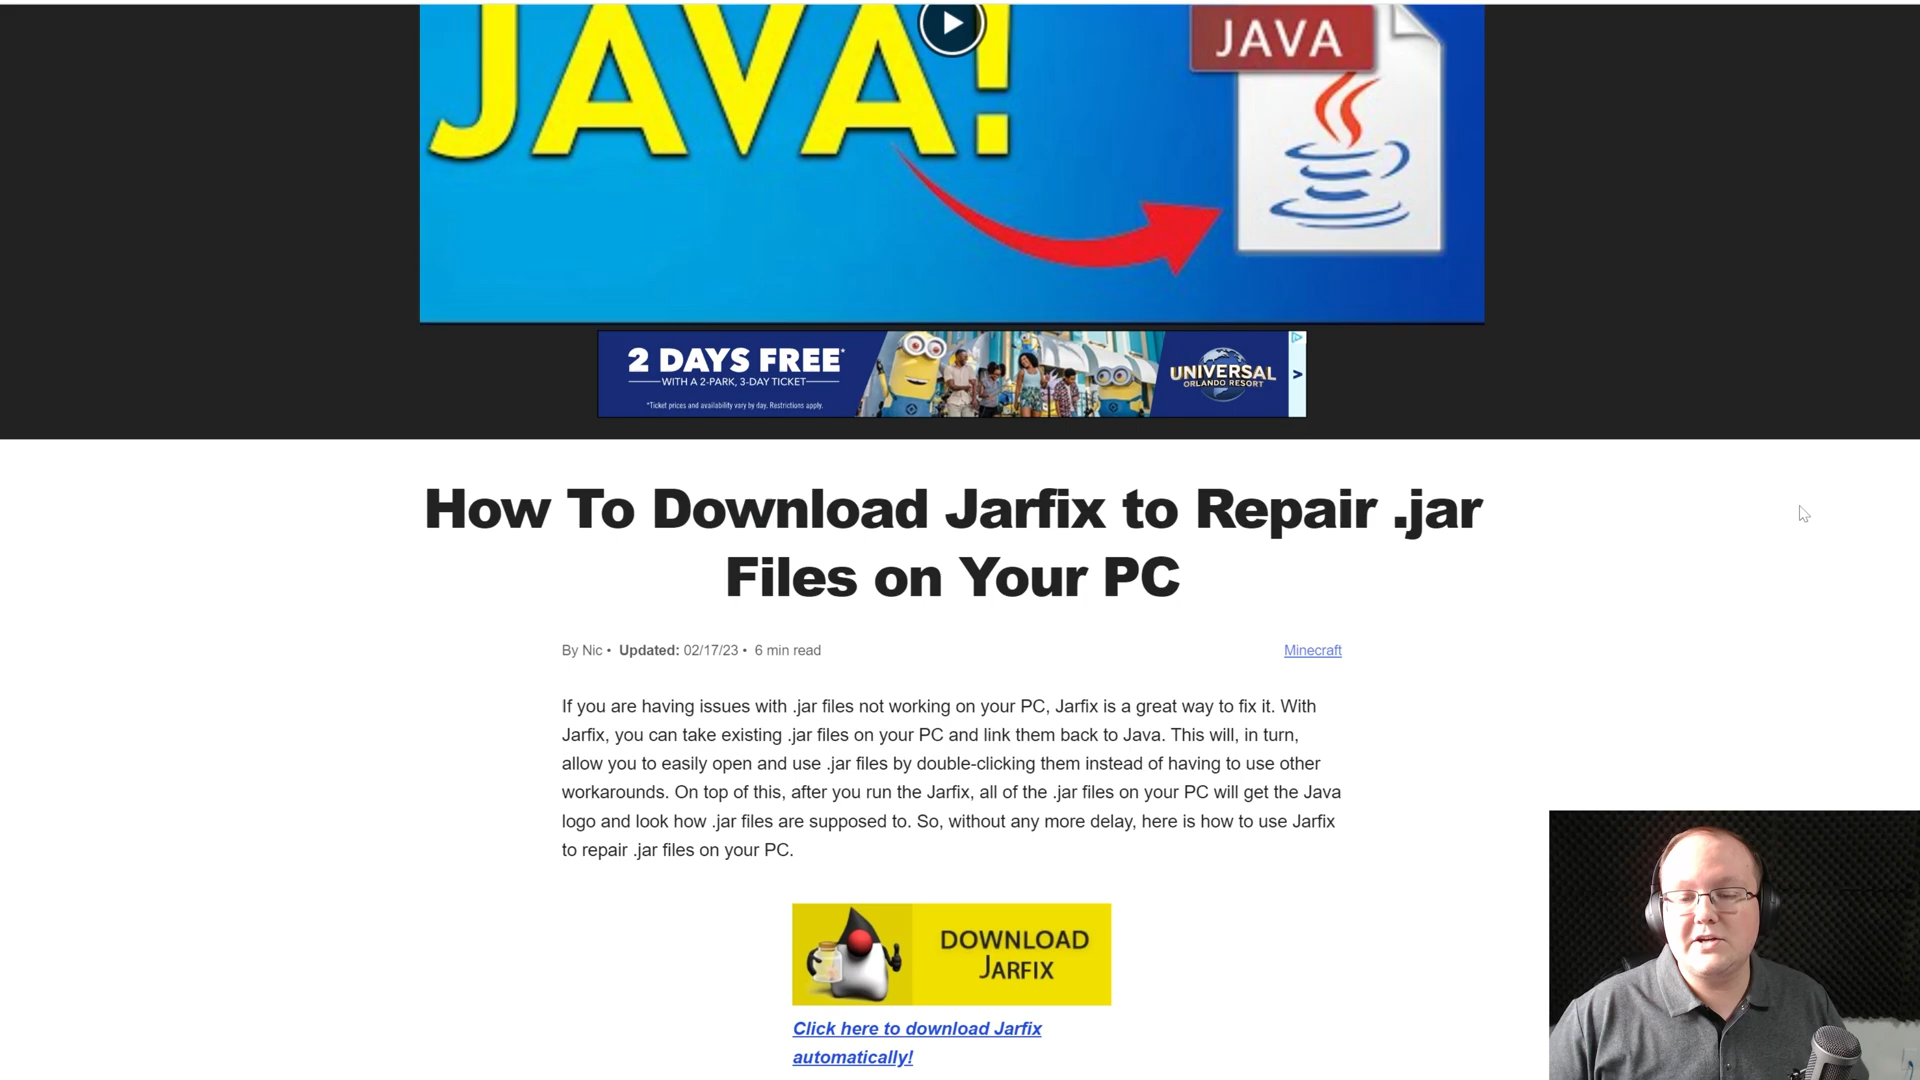 JAVA!
JAVA
2 DAYS FREE*
WITH A 2-PARK, 3-DAY TICKET
*Ticket prices and availability vary by day. Restrictions apply.
UNIVERSAL
ORLANDO RESORT
>
How To Download Jarfix to Repair .jar
Files on Your PC
By Nic • Updated: 02/17/23 • 6 min read
Minecraft
If you are having issues with .jar files not working on your PC, Jarfix is a great way to fix it. With
Jarfix, you can take existing .jar files on your PC and link them back to Java. This will, in turn,
allow you to easily open and use .jar files by double-clicking them instead of having to use other
workarounds. On top of this, after you run the Jarfix, all of the .jar files on your PC will get the Java
logo and look how .jar files are supposed to. So, without any more delay, here is how to use Jarfix
to repair .jar files on your PC.
DOWNLOAD
JARFIX
Click here to download Jarfix
automatically!